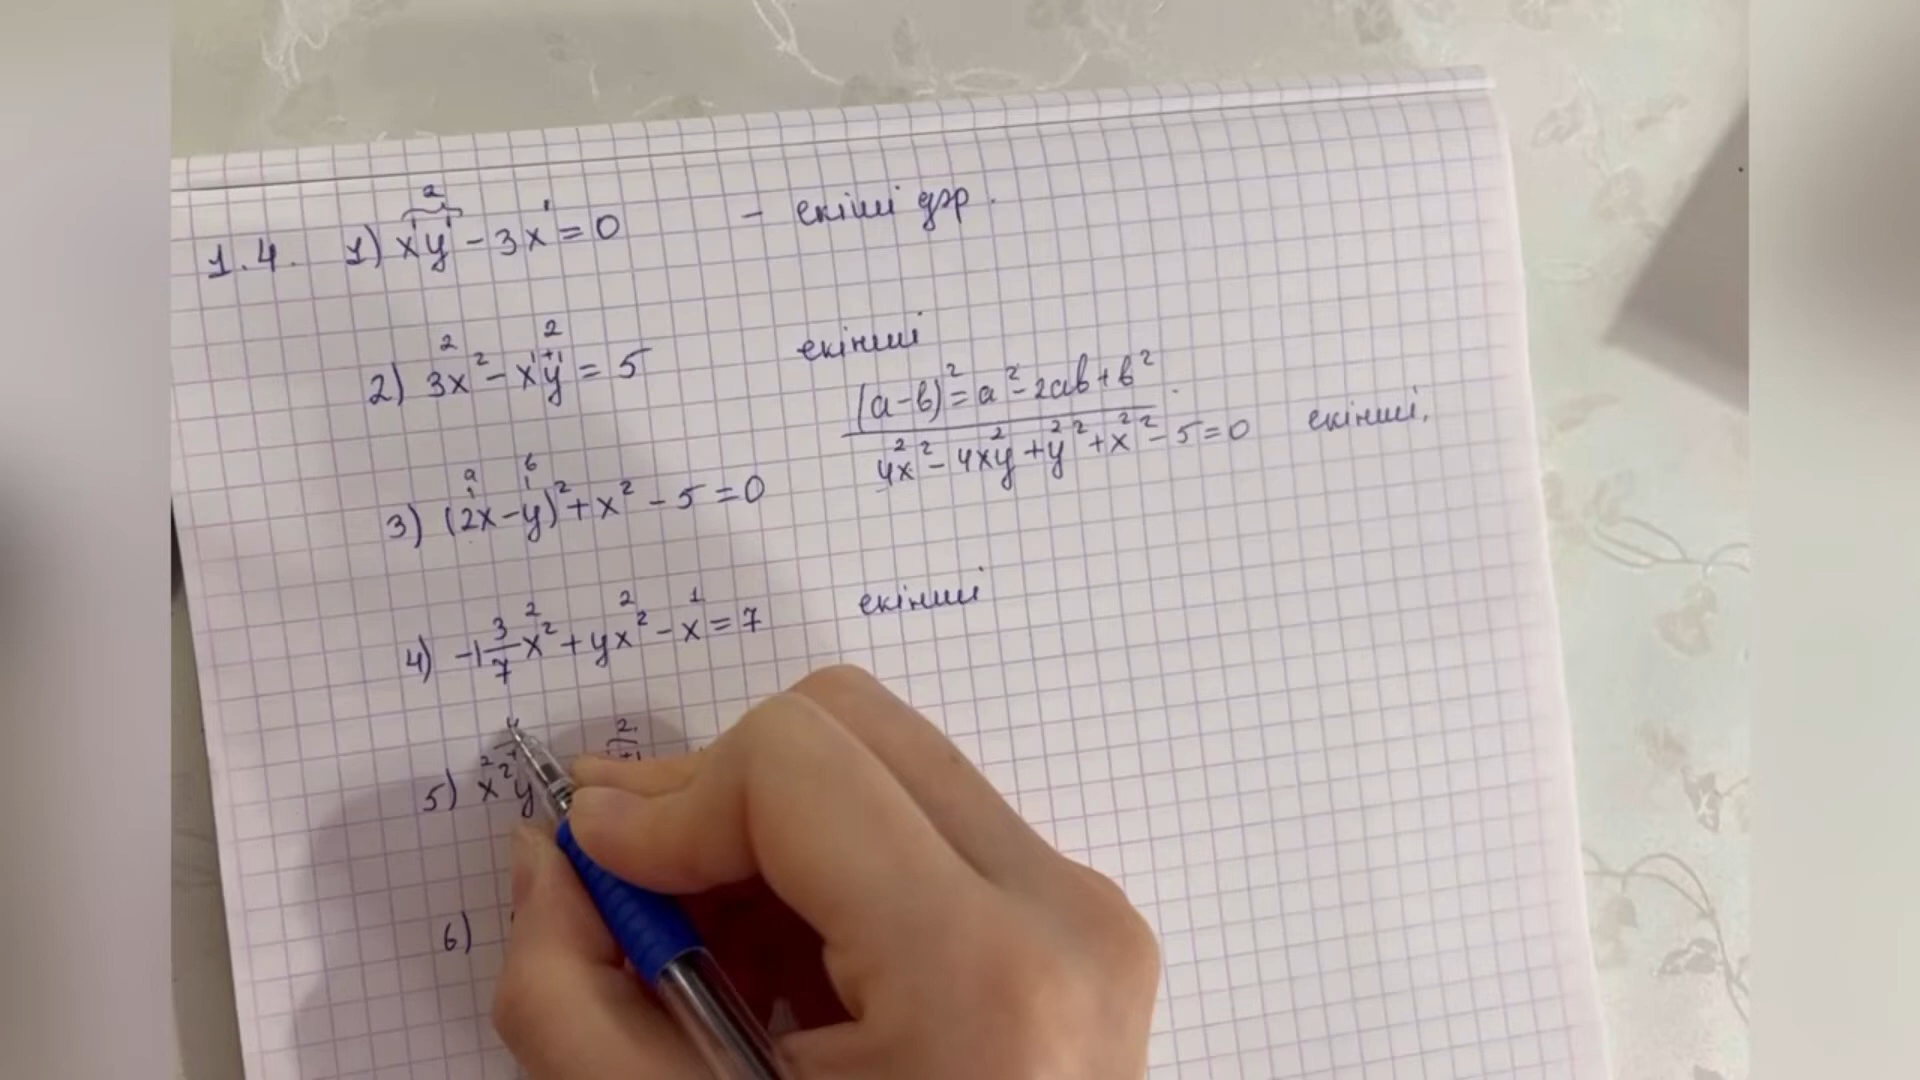 1.4. 1) xy - 3x = 0 - екіші дәр.
2) 3x² - xy = 5 екінші
(a-b)² = a² - 2ab + b²
4x² - 4xy + y² + x² - 5 = 0 екінші.
3) (2x-y)² + x² - 5 = 0
4) -1 3/7 x² + yx² - x = 7 екінші
5) x²y
6)